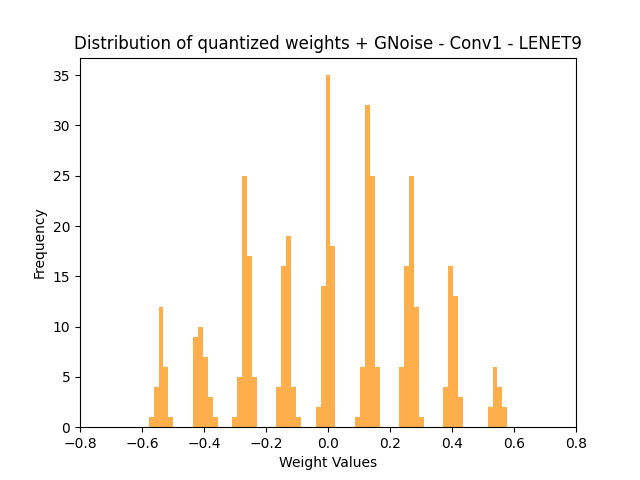 Distribution of quantized weights + GNoise - Conv1 - LENET9
35
30
25
20
15
10
5
0
Frequency
−0.8 −0.6 −0.4 −0.2 0.0 0.2 0.4 0.6 0.8
Weight Values